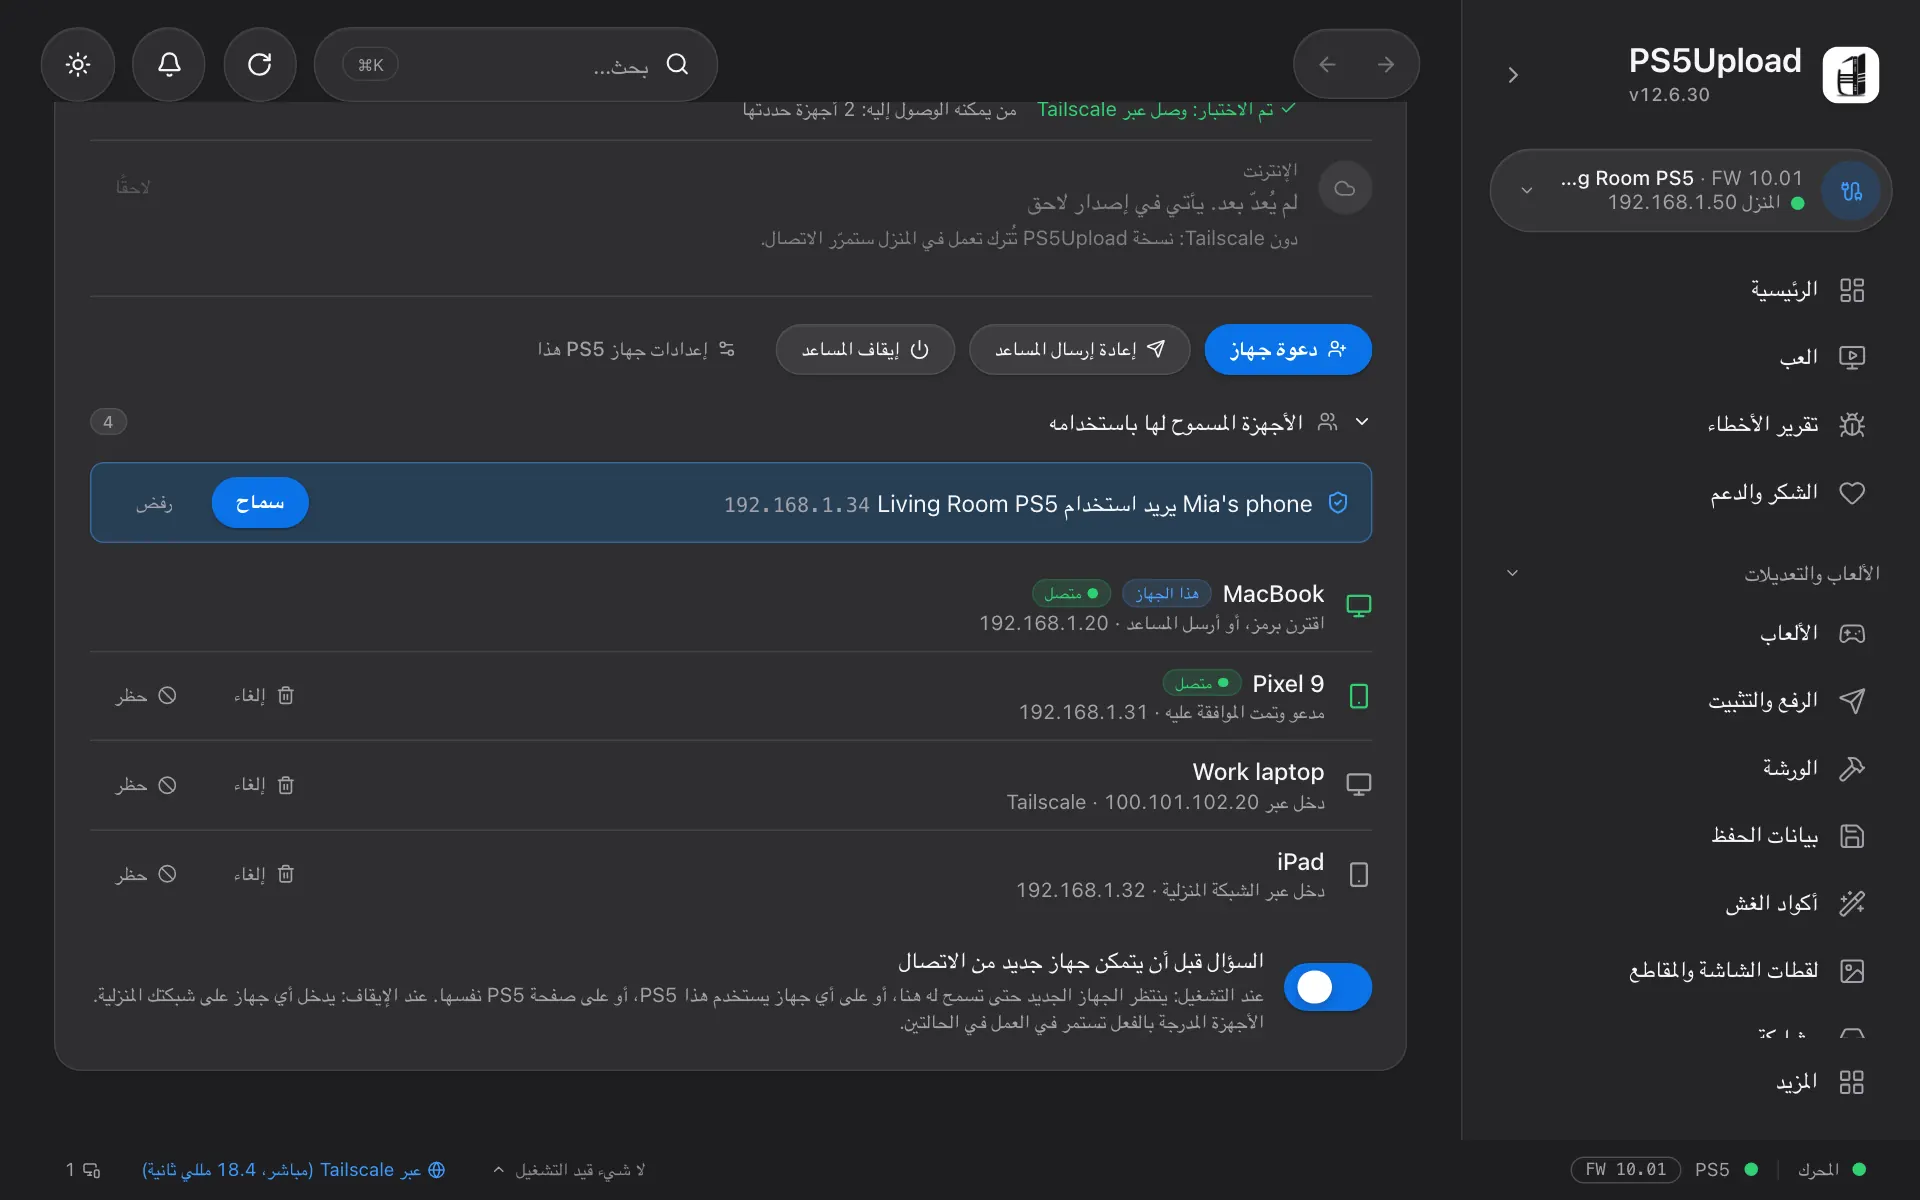 PS5Upload
v12.6.30
...g Room PS5 · FW 10.01
المنزل 192.168.1.50
الرئيسية
العب
تقرير الأخطاء
الشكر والدعم
الألعاب والتعديلات
الألعاب
الرفع والتثبيت
الورشة
بيانات الحفظ
أكواد الغش
لقطات الشاشة والمقاطع
المزيد
بحث...
⌘K
تم الاختبار: وصل عبر Tailscale من يمكنه الوصول إليه: 2 أجهزة حددتها
الإنترنت
لم يُعدّ بعد. يأتي في إصدار لاحق
دون Tailscale: نسخة PS5Upload تُترك تعمل في المنزل ستمرّر الاتصال.
لاحقًا
دعوة جهاز
إعادة إرسال المساعد
إيقاف المساعد
إعدادات جهاز PS5 هذا
الأجهزة المسموح لها باستخدامه
4
Mia's phone يريد استخدام Living Room PS5 192.168.1.34
سماح
رفض
MacBook هذا الجهاز متصل
اقترن برمز، أو أرسل المساعد · 192.168.1.20
Pixel 9 متصل
مدعو وتمت الموافقة عليه · 192.168.1.31
إلغاء
حظر
Work laptop
دخل عبر Tailscale · 100.101.102.20
إلغاء
حظر
iPad
دخل عبر الشبكة المنزلية · 192.168.1.32
إلغاء
حظر
السؤال قبل أن يتمكن جهاز جديد من الاتصال
عند التشغيل: ينتظر الجهاز الجديد حتى تسمح له هنا، أو على أي جهاز يستخدم هذا PS5، أو على صفحة PS5 نفسها. عند الإيقاف: يدخل أي جهاز على شبكتك المنزلية.
الأجهزة المدرجة بالفعل تستمر في العمل في الحالتين.
المحرك
PS5
FW 10.01
لا شيء قيد التشغيل
عبر Tailscale (مباشر، 18.4 مللي ثانية)
1